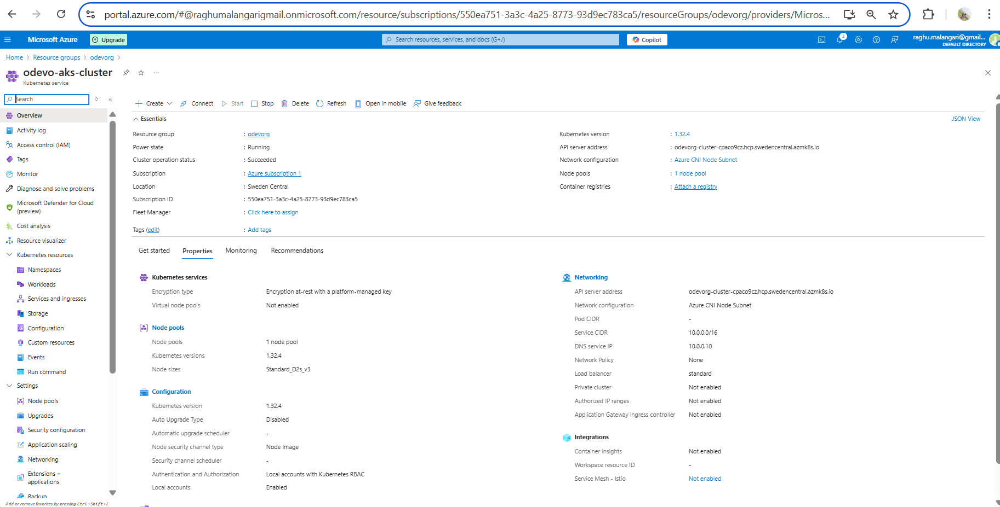 portal.azure.com/#@raghumalangarigmail.onmicrosoft.com/resource/subscriptions/550ea751-3a3c-4a25-8773-93d9ec783ca5/resourceGroups/odevorg/providers/Micros...
Microsoft Azure
Upgrade
Search resources, services, and docs (G+/)
Copilot
2
raghu.malangari@gmail...
DEFAULT DIRECTORY
Home > Resource groups > odevorg >
odevo-aks-cluster
...
Kubernetes service
Search
Create
Connect
Start
Stop
Delete
Refresh
Open in mobile
Give feedback
Overview
Activity log
Access control (IAM)
Tags
Monitor
Diagnose and solve problems
Microsoft Defender for Cloud
(preview)
Cost analysis
Resource visualizer
Kubernetes resources
Namespaces
Workloads
Services and ingresses
Storage
Configuration
Custom resources
Events
Run command
Settings
Node pools
Upgrades
Security configuration
Application scaling
Networking
Extensions +
applications
Backup
Add or remove favorites by pressing Ctrl+Shift+F
Essentials
JSON View
Resource group : odevorg
Power state : Running
Cluster operation status : Succeeded
Subscription : Azure subscription 1
Location : Sweden Central
Subscription ID : 550ea751-3a3c-4a25-8773-93d9ec783ca5
Fleet Manager : Click here to assign
Kubernetes version : 1.32.4
API server address : odevorg-cluster-cpaco9cz.hcp.swedencentral.azmk8s.io
Network configuration : Azure CNI Node Subnet
Node pools : 1 node pool
Container registries : Attach a registry
Tags (edit) : Add tags
Get started
Properties
Monitoring
Recommendations
Kubernetes services
Encryption type Encryption at-rest with a platform-managed key
Virtual node pools Not enabled
Node pools
Node pools 1 node pool
Kubernetes versions 1.32.4
Node sizes Standard_D2s_v3
Configuration
Kubernetes version 1.32.4
Auto Upgrade Type Disabled
Automatic upgrade scheduler -
Node security channel type Node Image
Security channel scheduler -
Authentication and Authorization Local accounts with Kubernetes RBAC
Local accounts Enabled
Networking
API server address odevorg-cluster-cpaco9cz.hcp.swedencentral.azmk8s.io
Network configuration Azure CNI Node Subnet
Pod CIDR -
Service CIDR 10.0.0.0/16
DNS service IP 10.0.0.10
Network Policy None
Load balancer standard
Private cluster Not enabled
Authorized IP ranges Not enabled
Application Gateway ingress controller Not enabled
Integrations
Container insights Not enabled
Workspace resource ID -
Service Mesh - Istio Not enabled